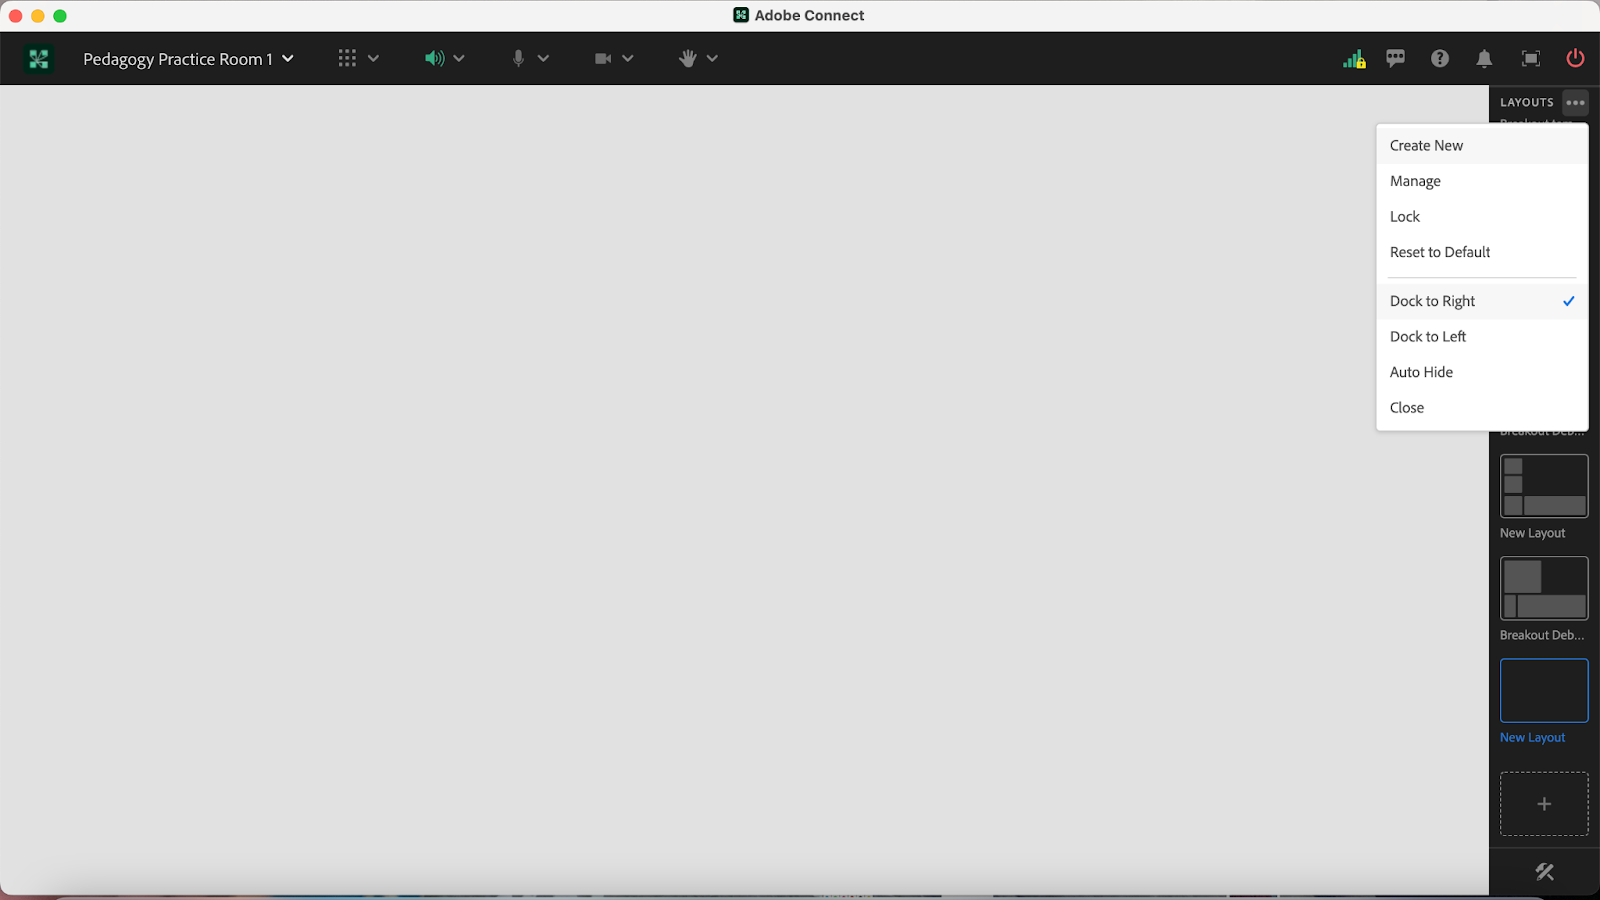 Adobe Connect
Pedagogy Practice Room 1
LAYOUTS
Create New
Manage
Lock
Reset to Default
Dock to Right
Dock to Left
Auto Hide
Close
New Layout
Breakout Deb...
New Layout